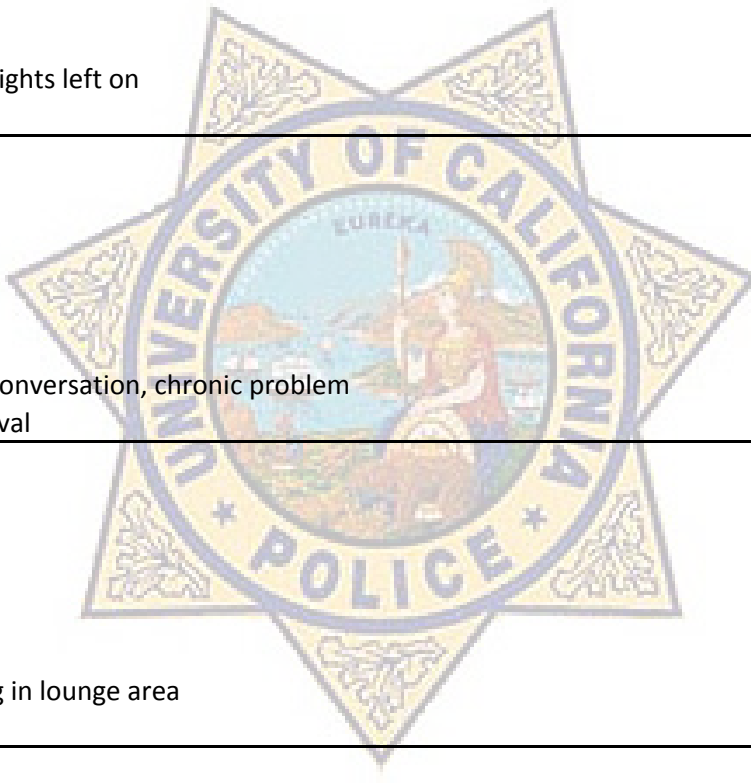 ights left on
UNIVERSITY OF CALIFORNIA
EUREKA
onversation, chronic problem
val
POLICE
g in lounge area